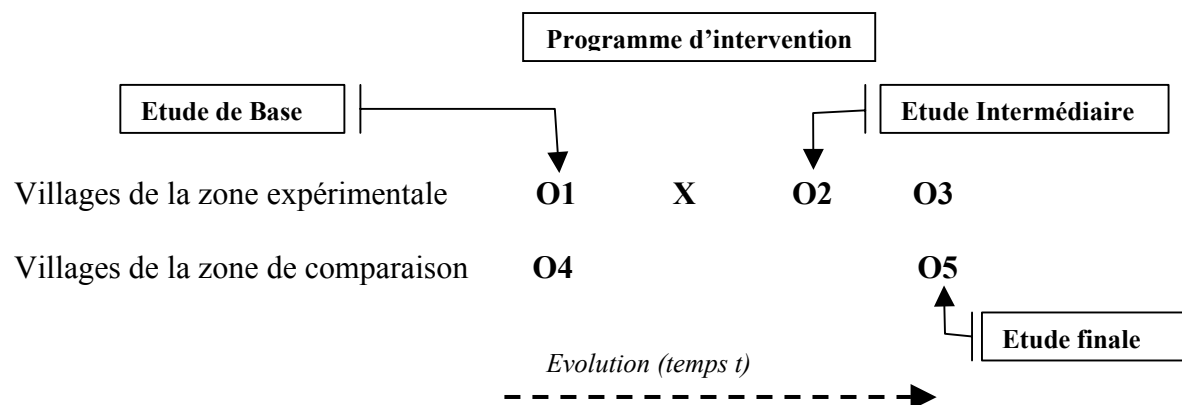 Programme d’intervention
Etude de Base
Etude Intermédiaire
Villages de la zone expérimentale O1 X O2 O3
Villages de la zone de comparaison O4 O5
Etude finale
Evolution (temps t)